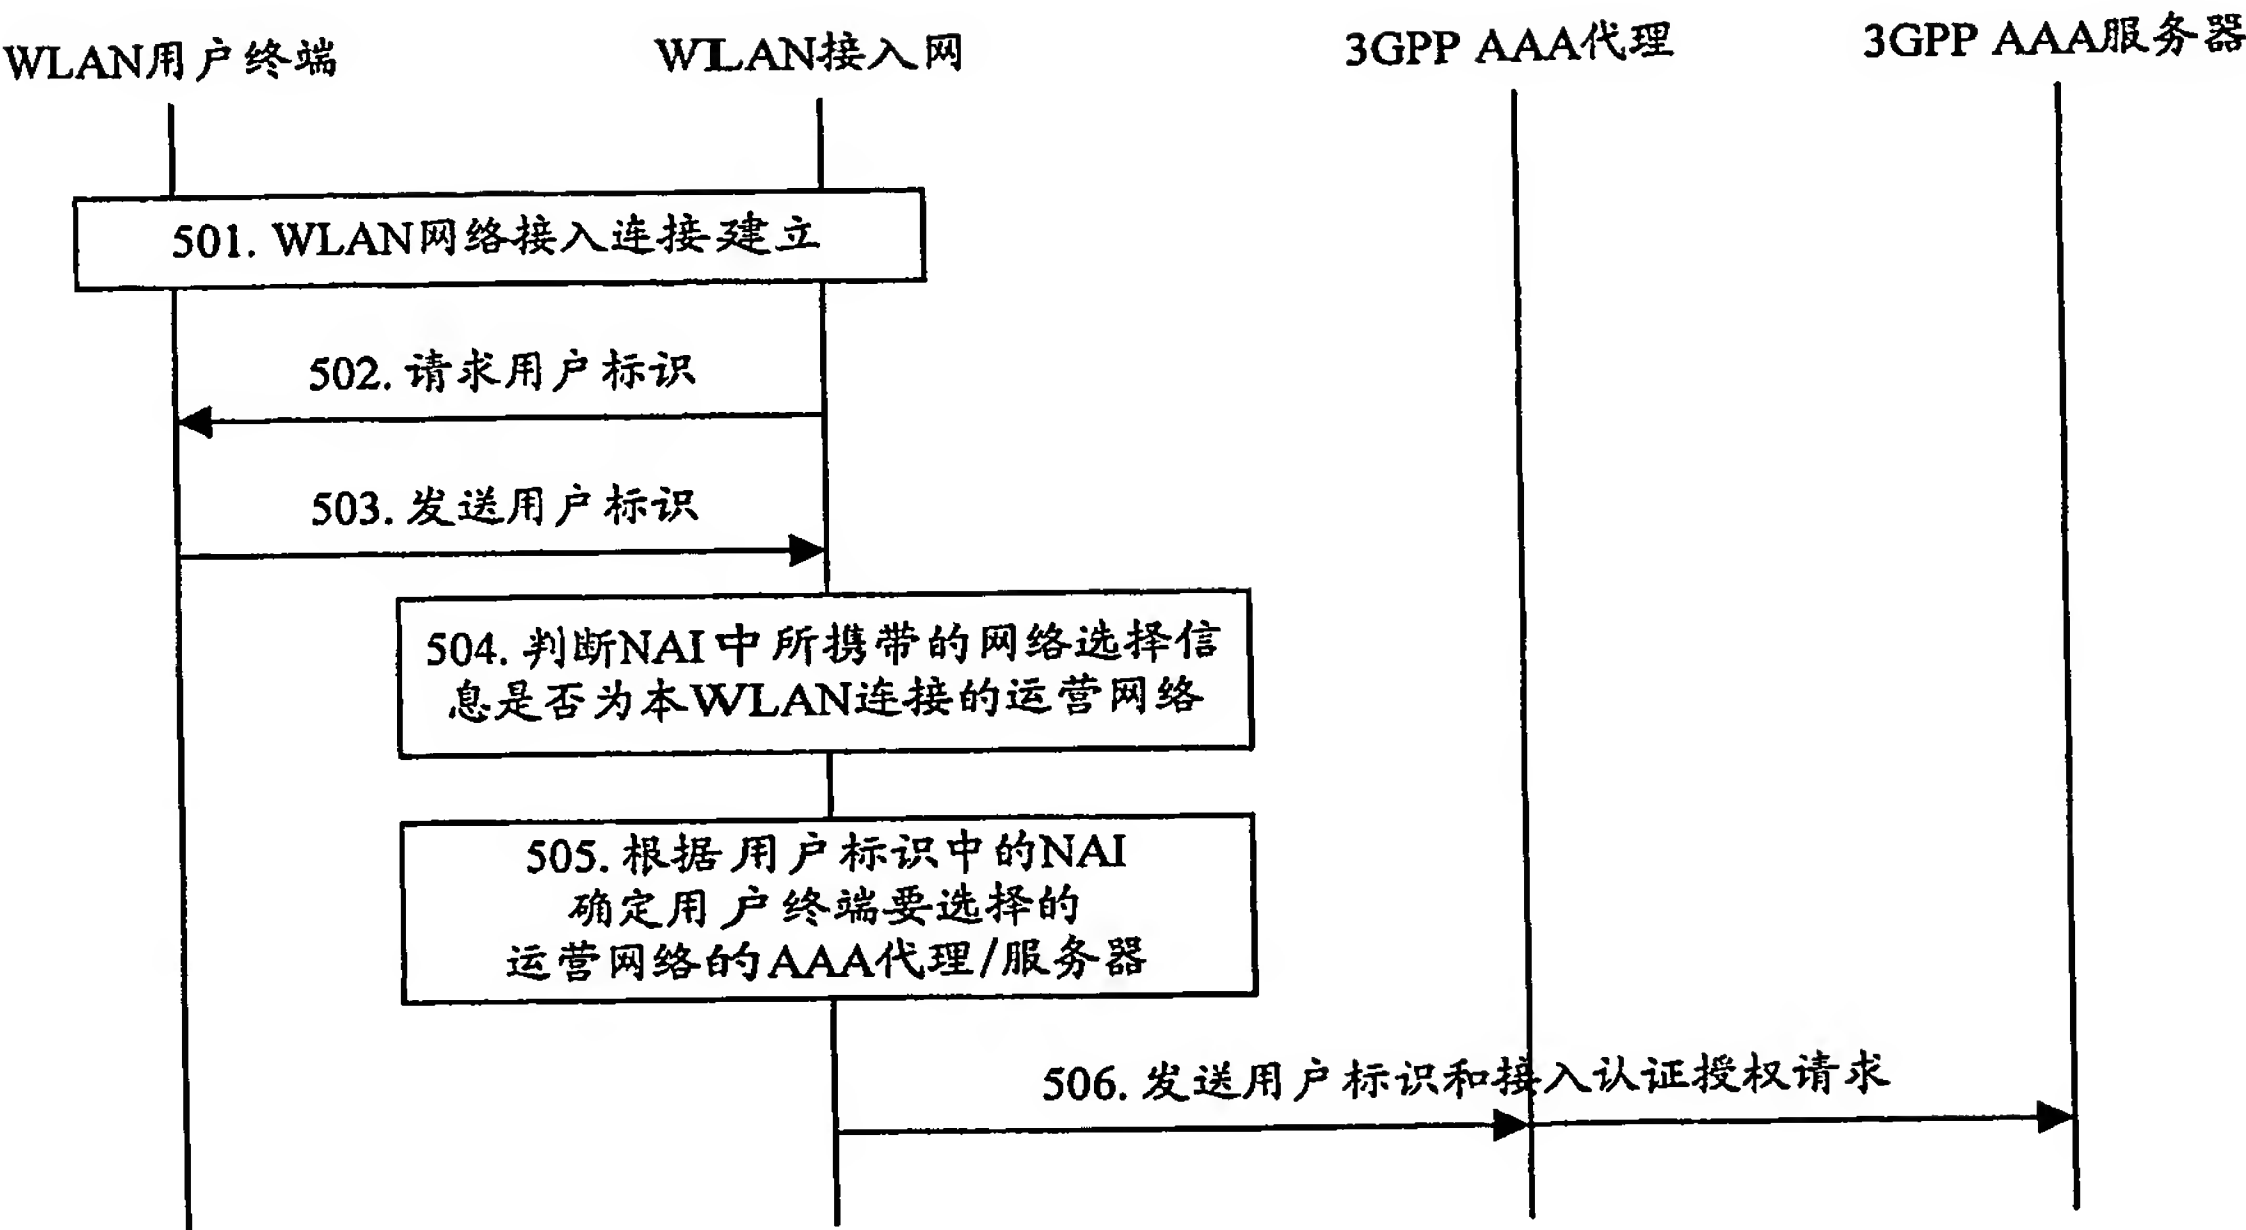 WLAN用户终端
WLAN接入网
3GPP AAA代理
3GPP AAA服务器
501. WLAN网络接入连接建立
502. 请求用户标识
503. 发送用户标识
504. 判断NAI中所携带的网络选择信
息是否为本WLAN连接的运营网络
505. 根据用户标识中的NAI
确定用户终端要选择的
运营网络的AAA代理/服务器
506. 发送用户标识和接入认证授权请求